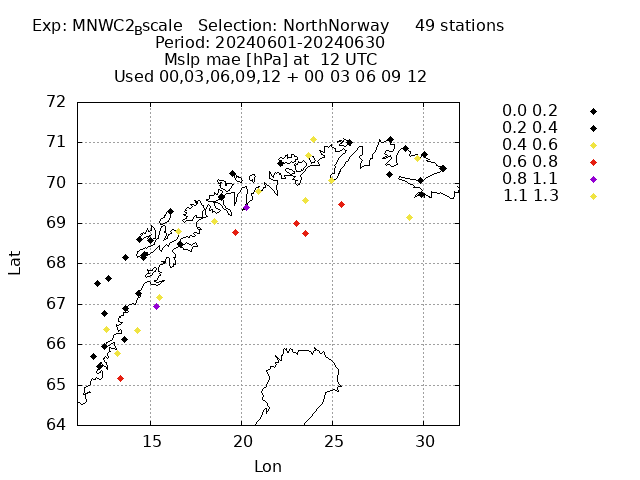 Exp: MNWC2_Bscale   Selection: NorthNorway     49 stations
Period: 20240601-20240630
Mslp mae [hPa] at  12 UTC
Used 00,03,06,09,12 + 00 03 06 09 12
0.0 0.2
0.2 0.4
0.4 0.6
0.6 0.8
0.8 1.1
1.1 1.3
72
71
70
69
68
67
66
65
64
Lat
15 20 25 30
Lon